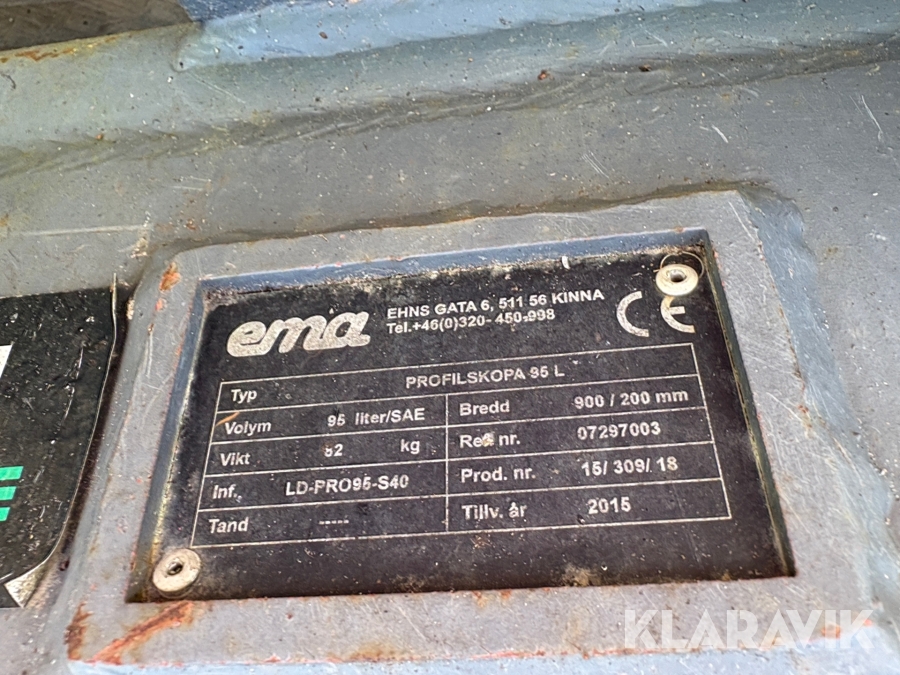 ema
EHNS GATA 6, 511 56 KINNA
Tel.+46(0)320- 450-998
CE
Typ PROFILSKOPA 95 L
Volym 95 liter/SAE Bredd 900 / 200 mm
Vikt kg Ref nr. 07297003
Inf. LD-PRO95-S40 Prod. nr. 15/ 309/ 18
Tand ----- Tillv. år 2015
KLARAVIK